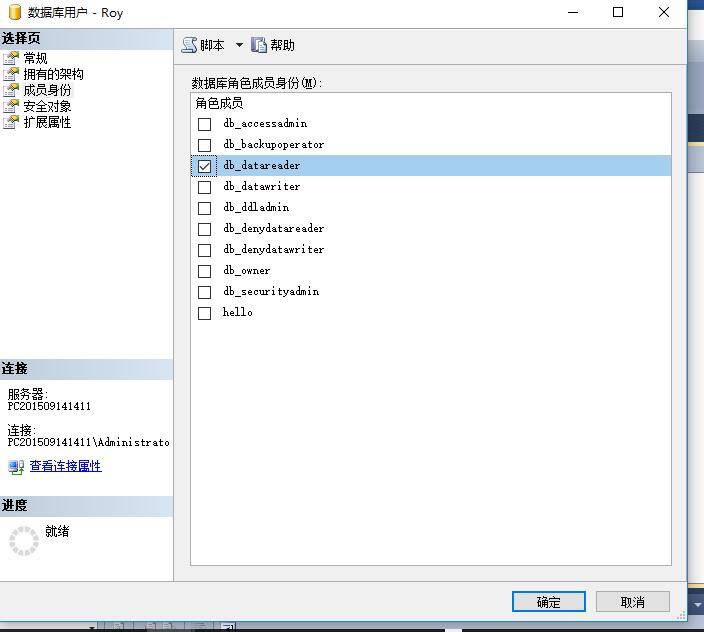 数据库用户 - Roy
选择页
常规
拥有的架构
成员身份
安全对象
扩展属性
脚本
帮助
数据库角色成员身份(M):
角色成员
db_accessadmin
db_backupoperator
db_datareader
db_datawriter
db_ddladmin
db_denydatareader
db_denydatawriter
db_owner
db_securityadmin
hello
连接
服务器:
PC201509141411
连接:
PC201509141411\Administrato
查看连接属性
进度
就绪
确定
取消